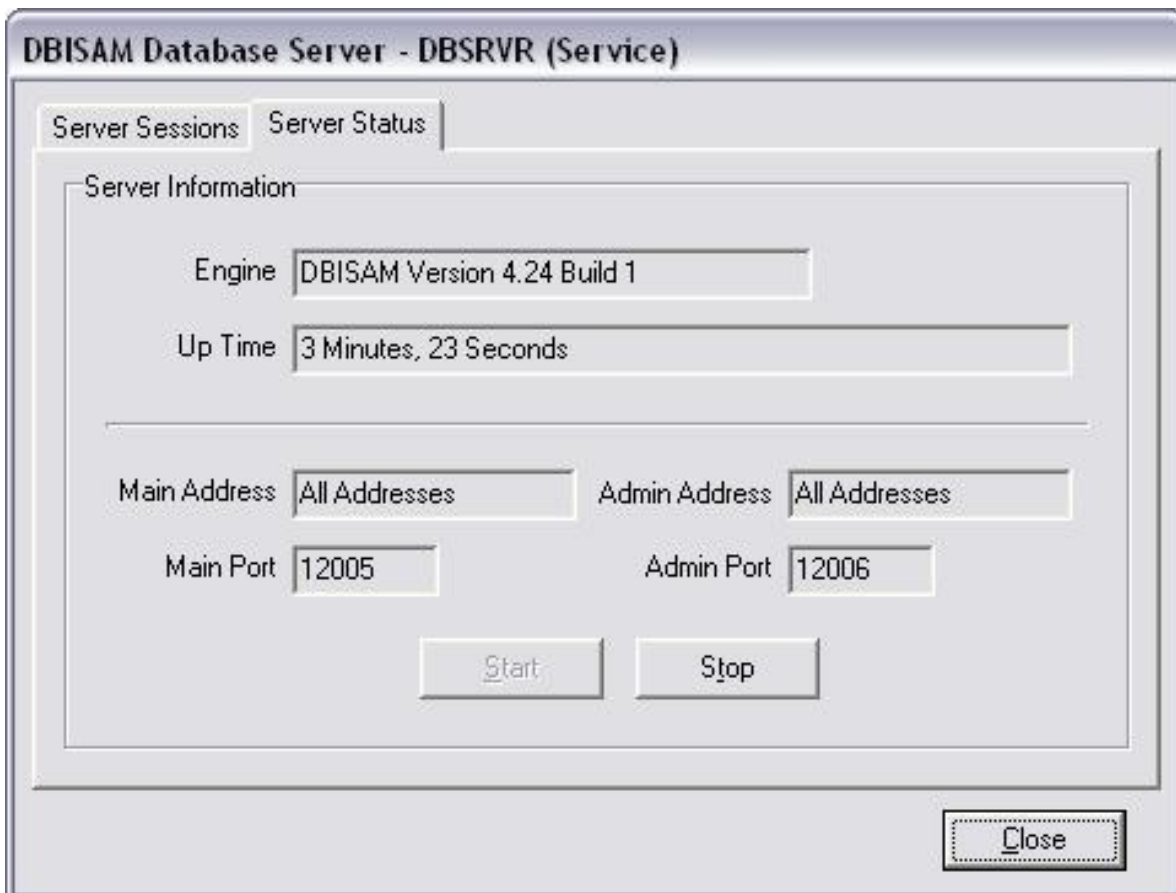 DBISAM Database Server - DBSRVR (Service)
Server Sessions Server Status
Server Information
Engine DBISAM Version 4.24 Build 1
Up Time 3 Minutes, 23 Seconds
Main Address All Addresses Admin Address All Addresses
Main Port 12005 Admin Port 12006
Start Stop
Close